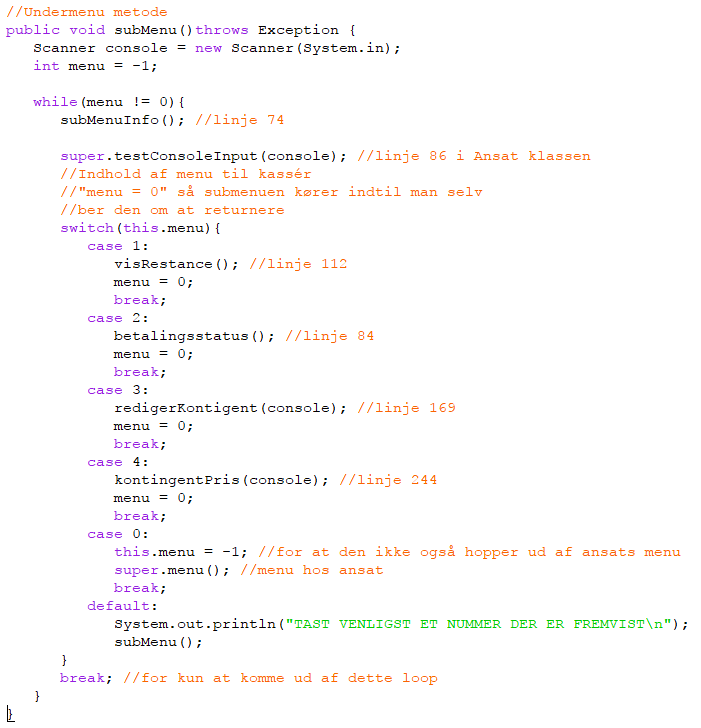 //Undermenu metode
public void subMenu()throws Exception {
   Scanner console = new Scanner(System.in);
   int menu = -1;

   while(menu != 0){
      subMenuInfo(); //linje 74

      super.testConsoleInput(console); //linje 86 i Ansat klassen
      //Indhold af menu til kassér
      //"menu = 0" så submenuen kører indtil man selv
      //ber den om at returnere
      switch(this.menu){
         case 1:
            visRestance(); //linje 112
            menu = 0;
            break;
         case 2:
            betalingsstatus(); //linje 84
            menu = 0;
            break;
         case 3:
            redigerKontigent(console); //linje 169
            menu = 0;
            break;
         case 4:
            kontingentPris(console); //linje 244
            menu = 0;
            break;
         case 0:
            this.menu = -1; //for at den ikke også hopper ud af ansats menu
            super.menu(); //menu hos ansat
            break;
         default:
            System.out.println("TAST VENLIGST ET NUMMER DER ER FREMVIST\n");
            subMenu();
      }
      break; //for kun at komme ud af dette loop
   }
}